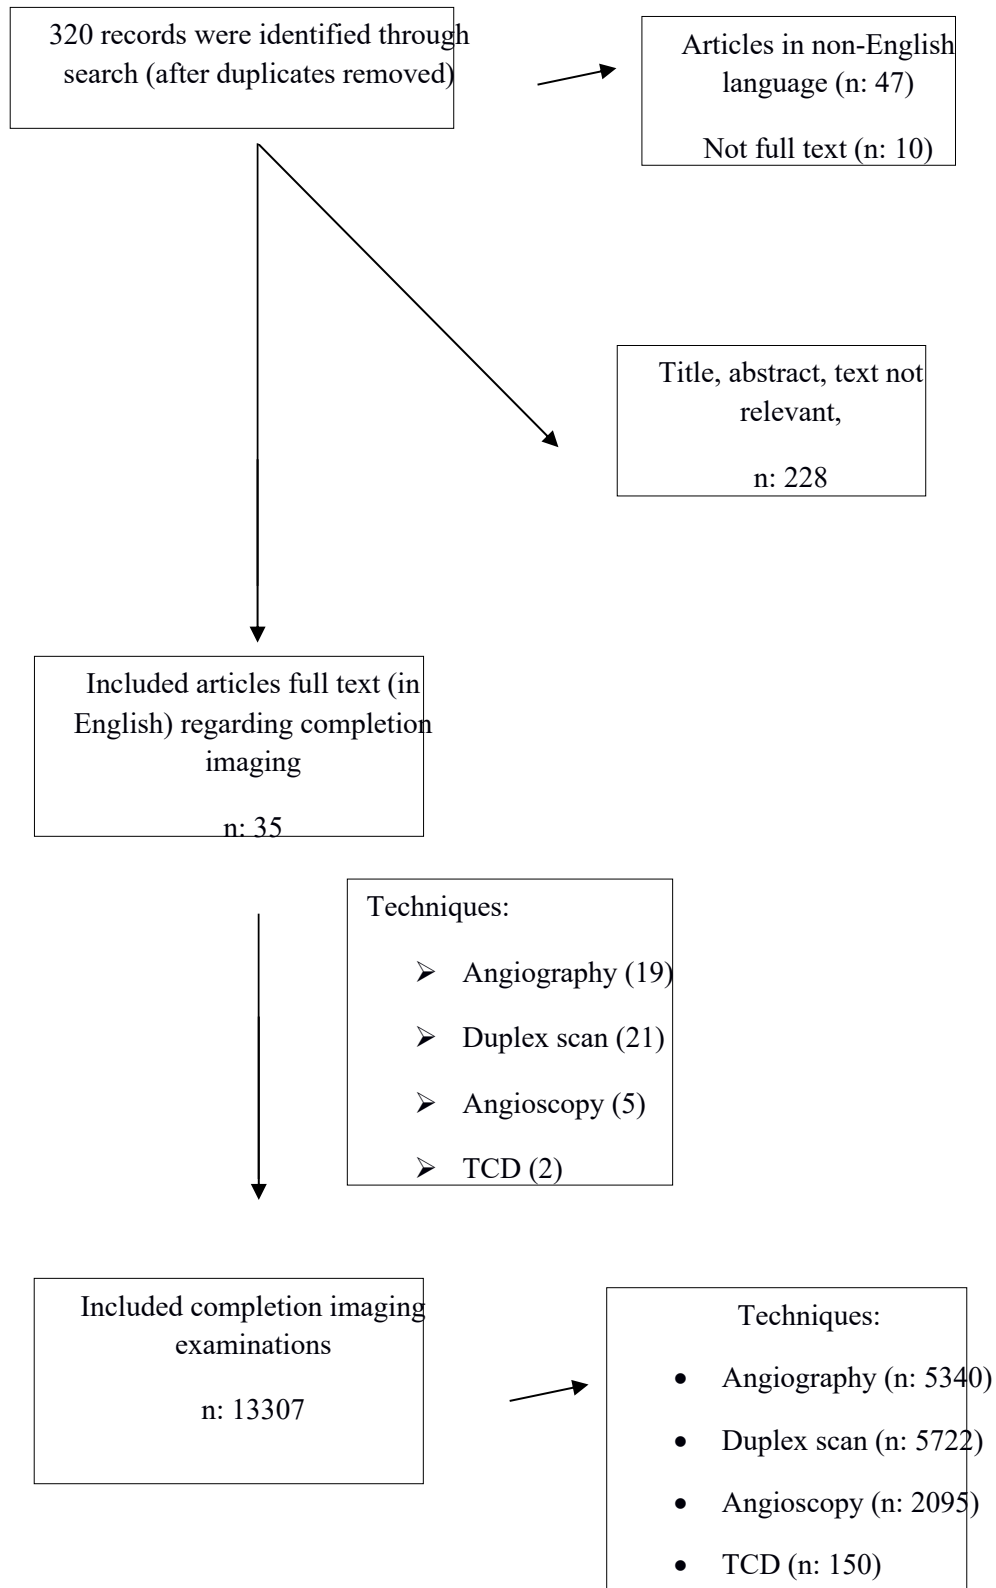 320 records were identified through
search (after duplicates removed)
Articles in non-English
language (n: 47)
Not full text (n: 10)
Title, abstract, text not
relevant,
n: 228
Included articles full text (in
English) regarding completion
imaging
n: 35
Techniques:
➢ Angiography (19)
➢ Duplex scan (21)
➢ Angioscopy (5)
➢ TCD (2)
Included completion imaging
examinations
n: 13307
Techniques:
• Angiography (n: 5340)
• Duplex scan (n: 5722)
• Angioscopy (n: 2095)
• TCD (n: 150)